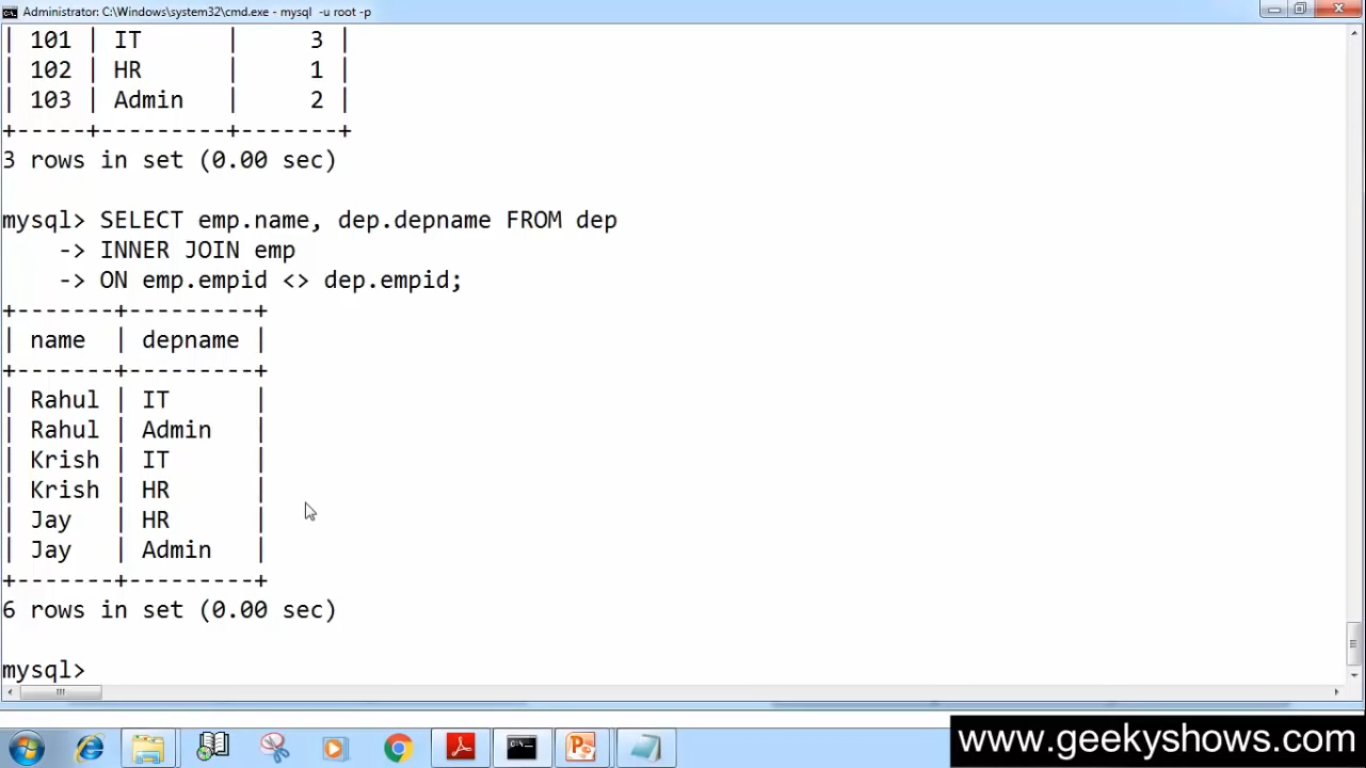 Administrator: C:\Windows\system32\cmd.exe - mysql  -u root -p
| 101 | IT      |     3 |
| 102 | HR      |     1 |
| 103 | Admin   |     2 |
+-----+---------+-------+
3 rows in set (0.00 sec)
mysql> SELECT emp.name, dep.depname FROM dep
    -> INNER JOIN emp
    -> ON emp.empid <> dep.empid;
+-------+---------+
| name  | depname |
+-------+---------+
| Rahul | IT      |
| Rahul | Admin   |
| Krish | IT      |
| Krish | HR      |
| Jay   | HR      |
| Jay   | Admin   |
+-------+---------+
6 rows in set (0.00 sec)
mysql>
www.geekyshows.com